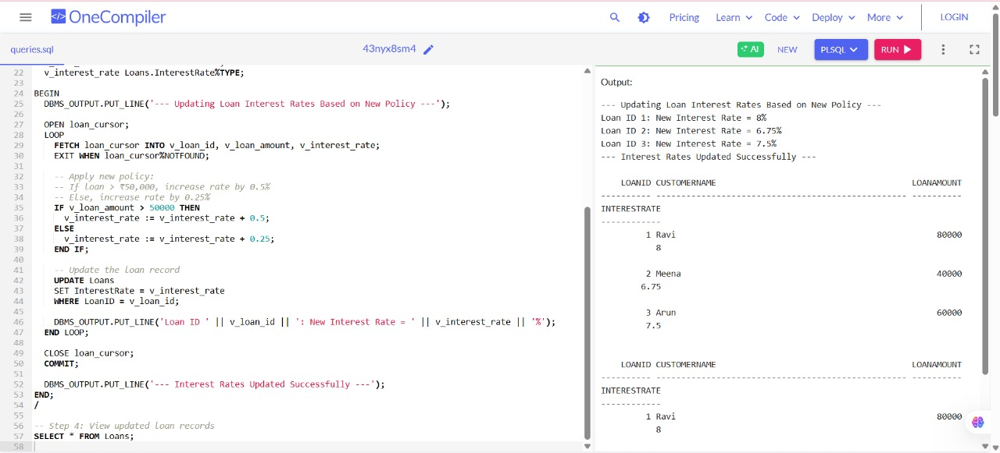 OneCompiler
Pricing Learn Code Deploy More LOGIN
queries.sql 43nyx8sm4 AI NEW PLSQL RUN
22 v_interest_rate Loans.InterestRate%TYPE;
23
24 BEGIN
25 DBMS_OUTPUT.PUT_LINE('--- Updating Loan Interest Rates Based on New Policy ---');
26
27 OPEN loan_cursor;
28 LOOP
29 FETCH loan_cursor INTO v_loan_id, v_loan_amount, v_interest_rate;
30 EXIT WHEN loan_cursor%NOTFOUND;
31
32 -- Apply new policy:
33 -- If loan > ₹50,000, increase rate by 0.5%
34 -- Else, increase rate by 0.25%
35 IF v_loan_amount > 50000 THEN
36 v_interest_rate := v_interest_rate + 0.5;
37 ELSE
38 v_interest_rate := v_interest_rate + 0.25;
39 END IF;
40
41 -- Update the loan record
42 UPDATE Loans
43 SET InterestRate = v_interest_rate
44 WHERE LoanID = v_loan_id;
45
46 DBMS_OUTPUT.PUT_LINE('Loan ID ' || v_loan_id || ': New Interest Rate = ' || v_interest_rate || '%');
47 END LOOP;
48
49 CLOSE loan_cursor;
50 COMMIT;
51
52 DBMS_OUTPUT.PUT_LINE('--- Interest Rates Updated Successfully ---');
53 END;
54 /
55
56 -- Step 4: View updated loan records
57 SELECT * FROM Loans;
58
Output:
--- Updating Loan Interest Rates Based on New Policy ---
Loan ID 1: New Interest Rate = 8%
Loan ID 2: New Interest Rate = 6.75%
Loan ID 3: New Interest Rate = 7.5%
--- Interest Rates Updated Successfully ---
LOANID CUSTOMERNAME LOANAMOUNT
---------- -------------------------------------------------- ----------
INTERESTRATE
------------
1 Ravi 80000
8
2 Meena 40000
6.75
3 Arun 60000
7.5
LOANID CUSTOMERNAME LOANAMOUNT
---------- -------------------------------------------------- ----------
INTERESTRATE
------------
1 Ravi 80000
8